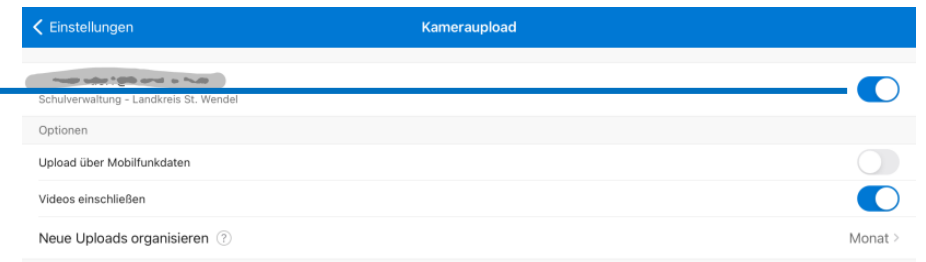 Einstellungen
Kameraupload
Schulverwaltung - Landkreis St. Wendel
Optionen
Upload über Mobilfunkdaten
Videos einschließen
Neue Uploads organisieren ?
Monat